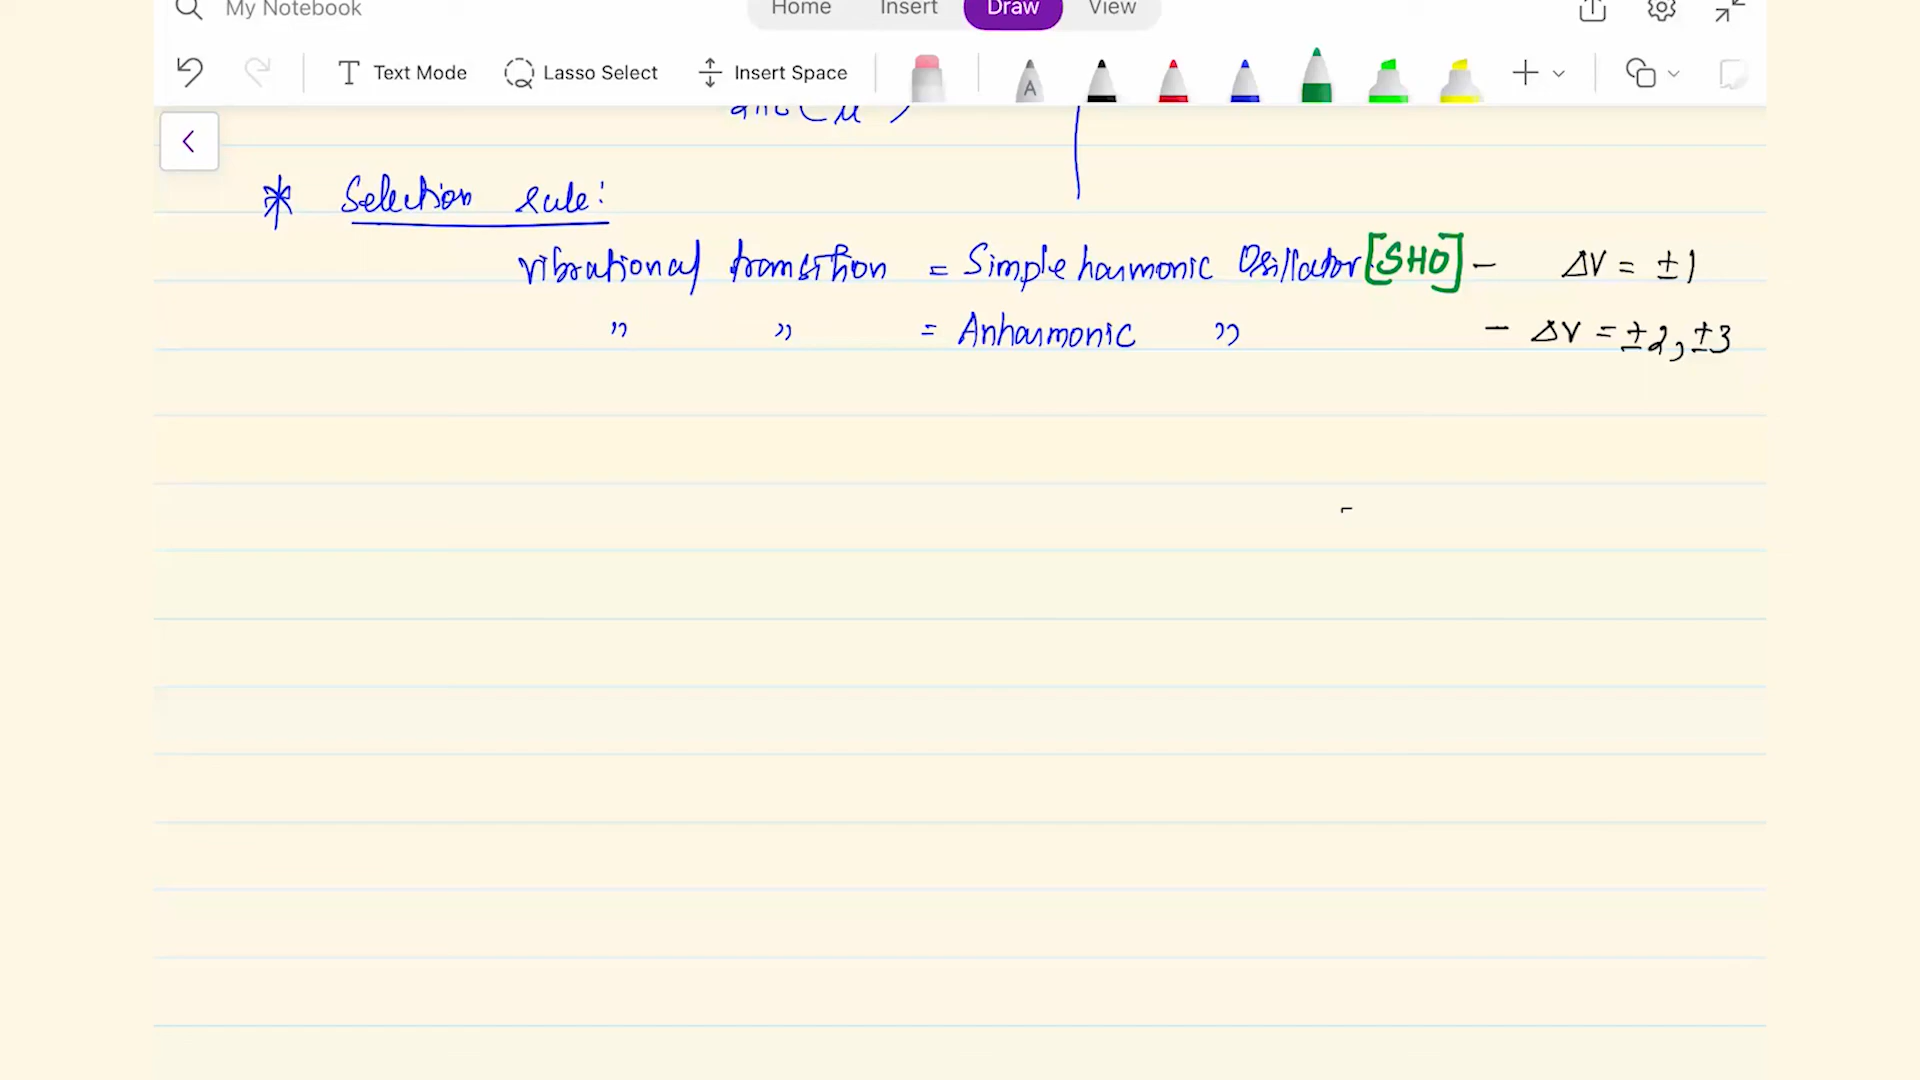 My Notebook Home Insert Draw View
Text Mode Lasso Select Insert Space A
* Selection rule:
vibrational transition = Simple harmonic Osillator [SHO] - ΔV = ±1
" " = Anharmonic " - ΔV = ±2, ±3